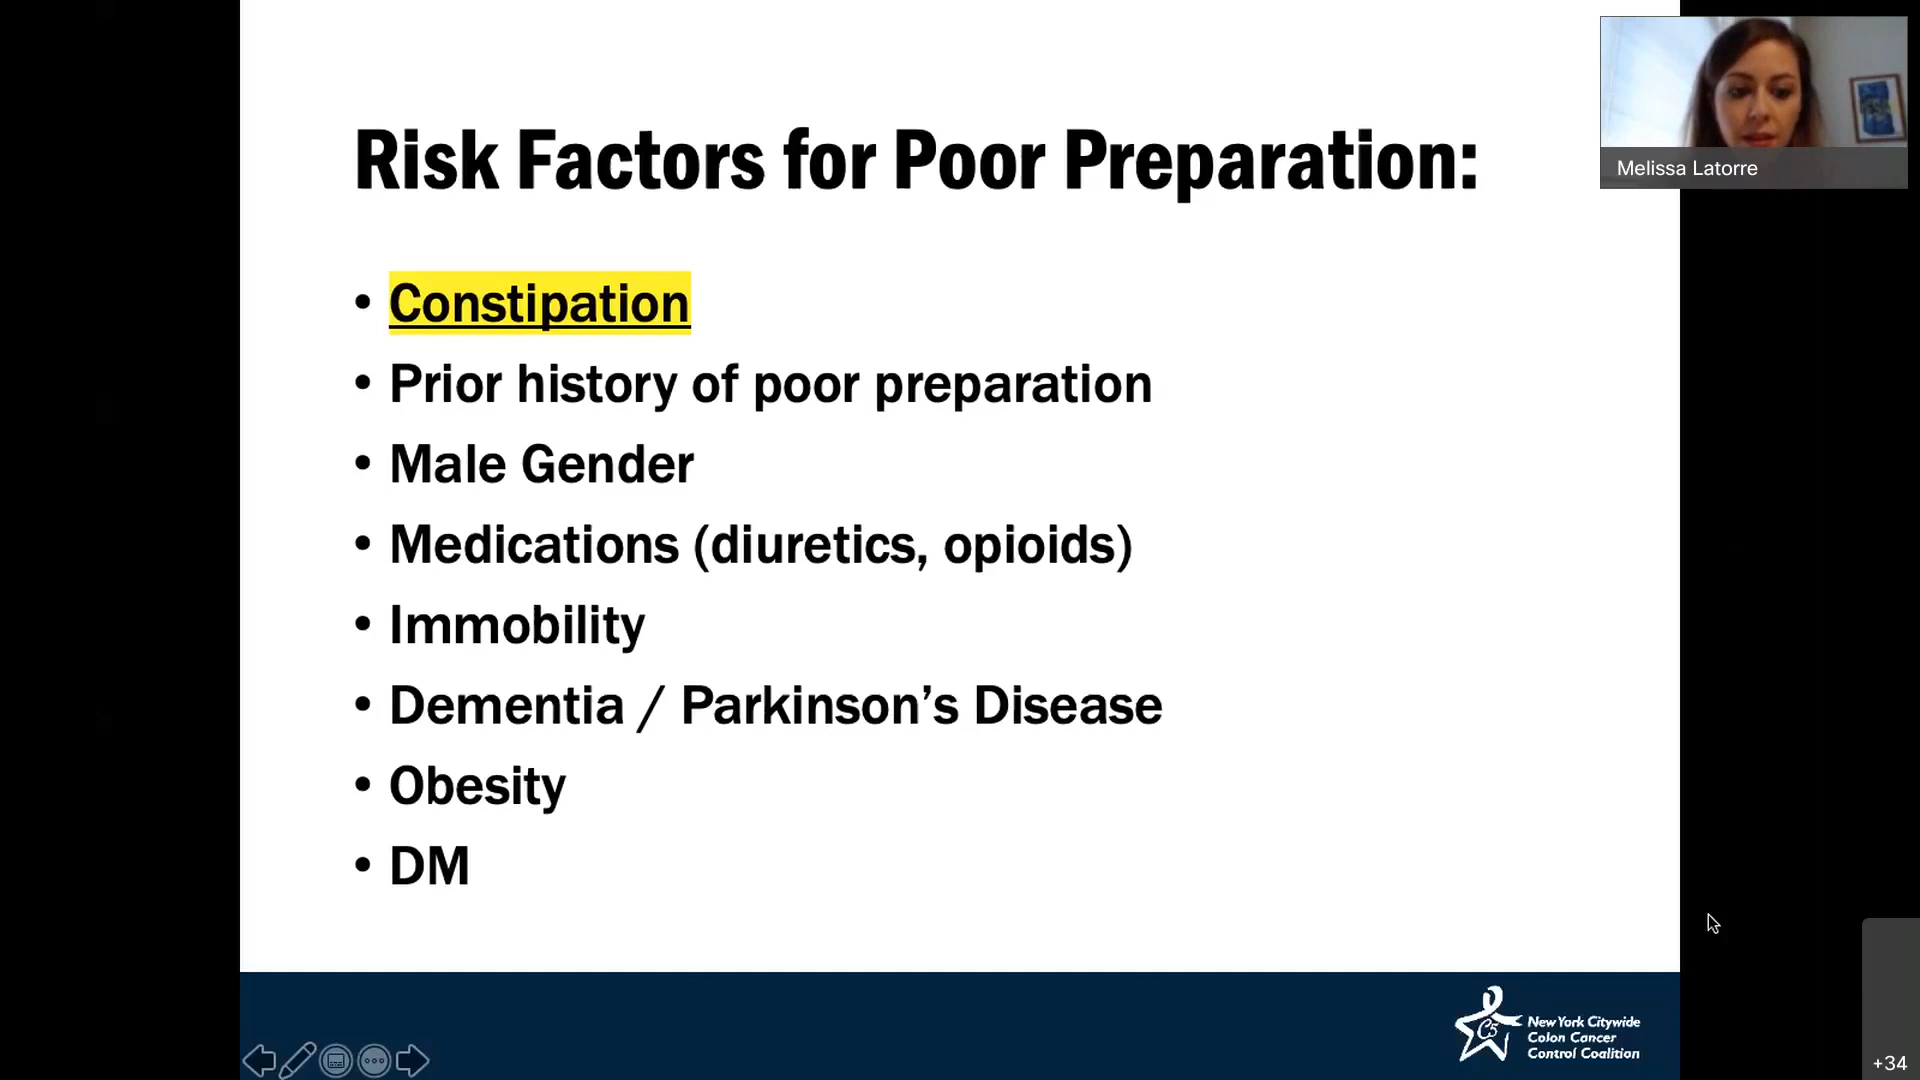 Risk Factors for Poor Preparation:
• Constipation
• Prior history of poor preparation
• Male Gender
• Medications (diuretics, opioids)
• Immobility
• Dementia / Parkinson’s Disease
• Obesity
• DM
Melissa Latorre
C5
New York Citywide
Colon Cancer
Control Coalition
+34